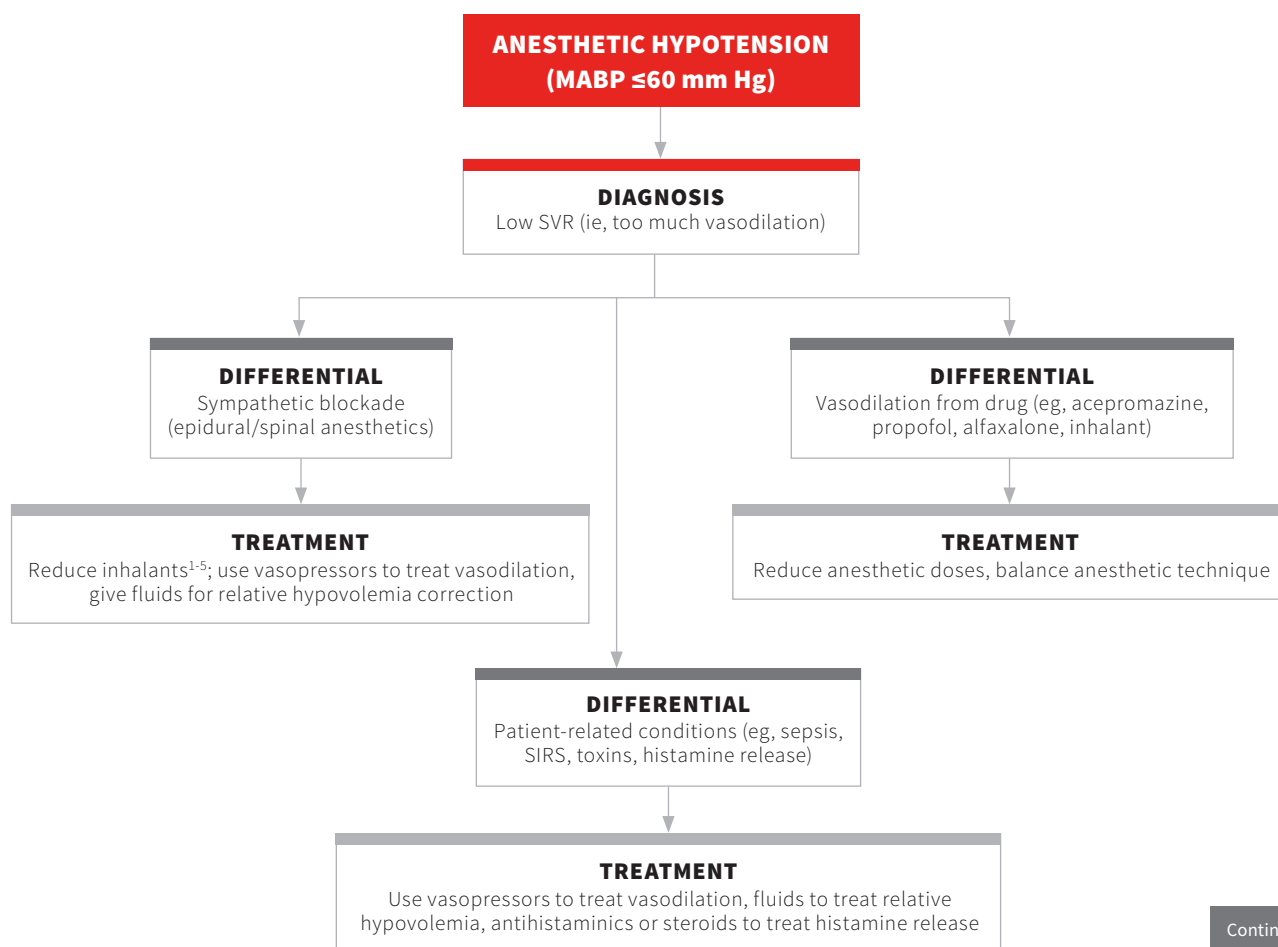 ANESTHETIC HYPOTENSION
(MABP ≤60 mm Hg)
DIAGNOSIS
Low SVR (ie, too much vasodilation)
DIFFERENTIAL
Sympathetic blockade
(epidural/spinal anesthetics)
DIFFERENTIAL
Vasodilation from drug (eg, acepromazine,
propofol, alfaxalone, inhalant)
TREATMENT
Reduce inhalants1-5; use vasopressors to treat vasodilation,
give fluids for relative hypovolemia correction
TREATMENT
Reduce anesthetic doses, balance anesthetic technique
DIFFERENTIAL
Patient-related conditions (eg, sepsis,
SIRS, toxins, histamine release)
TREATMENT
Use vasopressors to treat vasodilation, fluids to treat relative
hypovolemia, antihistaminics or steroids to treat histamine release
Contin